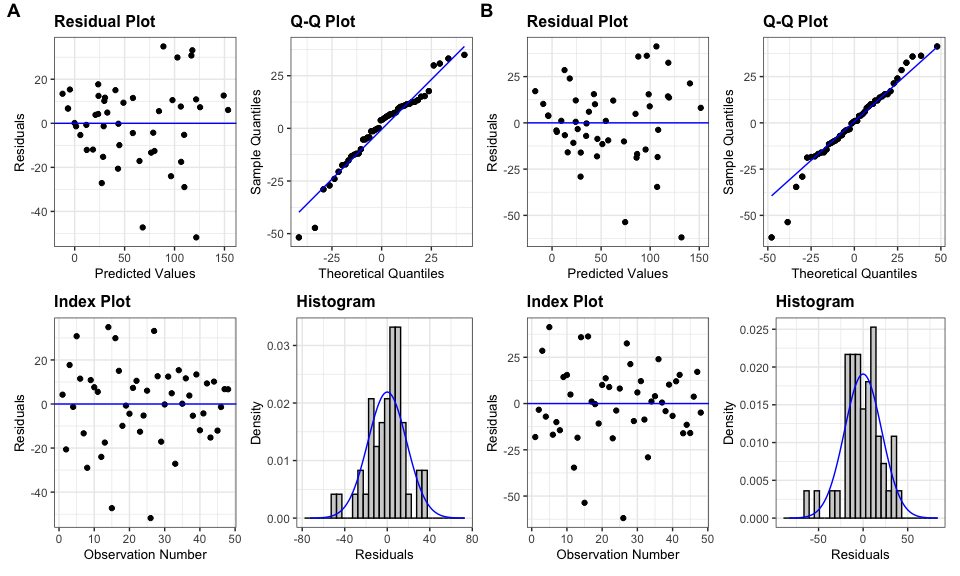 A
Residual Plot
Q-Q Plot
20
0
-20
-40
Residuals
0
50
100
150
Predicted Values
25
0
-25
-50
Sample Quantiles
-25
0
25
Theoretical Quantiles
Index Plot
Histogram
20
0
-20
-40
Residuals
0
10
20
30
40
50
Observation Number
0.03
0.02
0.01
0.00
Density
-80
-40
0
40
80
Residuals
B
Residual Plot
Q-Q Plot
25
0
-25
-50
Residuals
0
50
100
150
Predicted Values
25
0
-25
-50
Sample Quantiles
-50
-25
0
25
50
Theoretical Quantiles
Index Plot
Histogram
25
0
-25
-50
Residuals
0
10
20
30
40
50
Observation Number
0.025
0.020
0.015
0.010
0.005
0.000
Density
-50
0
50
Residuals